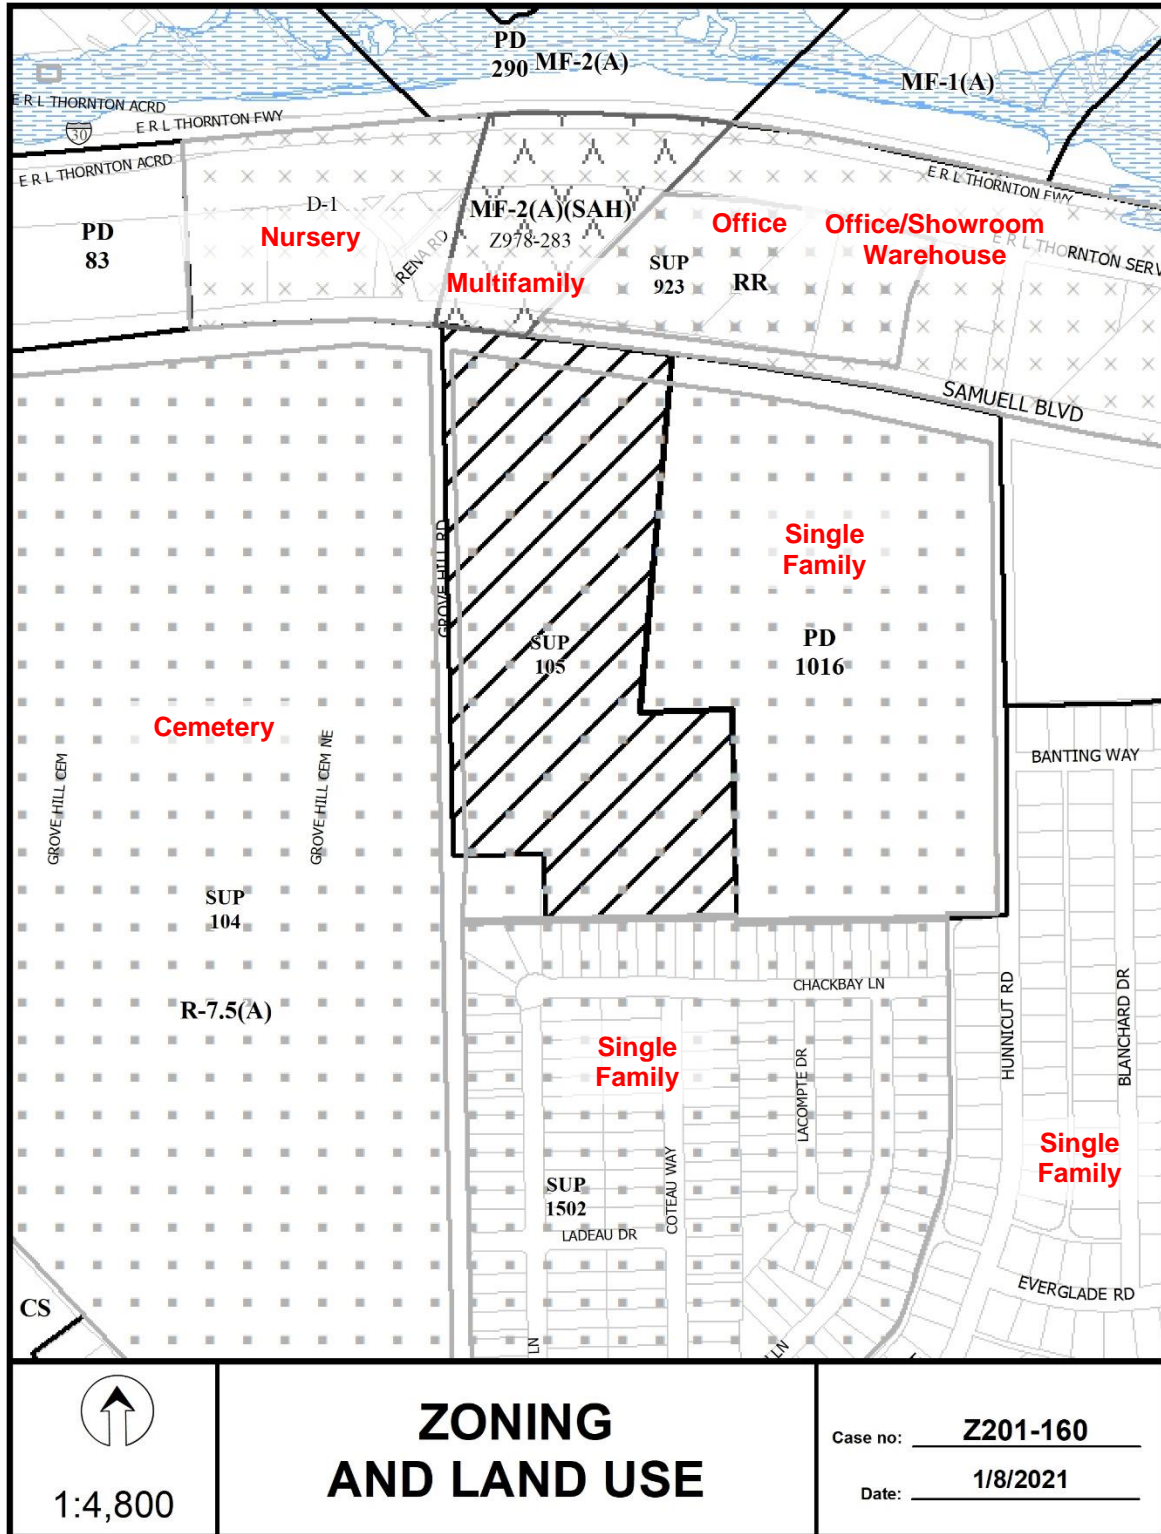 PD
290 MF-2(A)
MF-1(A)
E R L THORNTON ACRD
E R L THORNTON FWY
30
E R L THORNTON ACRD
E R L THORNTON FWY
D-1
Nursery
PD
83
RENA RD
MF-2(A)(SAH)
Z978-283
Multifamily
Office
SUP
923
RR
Office/Showroom
Warehouse
E R L THORNTON SERV
SAMUELL BLVD
GROVE HILL RD
Single
Family
SUP
105
PD
1016
Cemetery
GROVE HILL CEM
GROVE HILL CEM NE
BANTING WAY
SUP
104
R-7.5(A)
CHACKBAY LN
HUNNICUT RD
BLANCHARD DR
Single
Family
LACOMPTE DR
COTEAU WAY
Single
Family
SUP
1502
LADEAU DR
EVERGLADE RD
CS
LN
LN
1:4,800
ZONING
AND LAND USE
Case no: Z201-160
Date: 1/8/2021